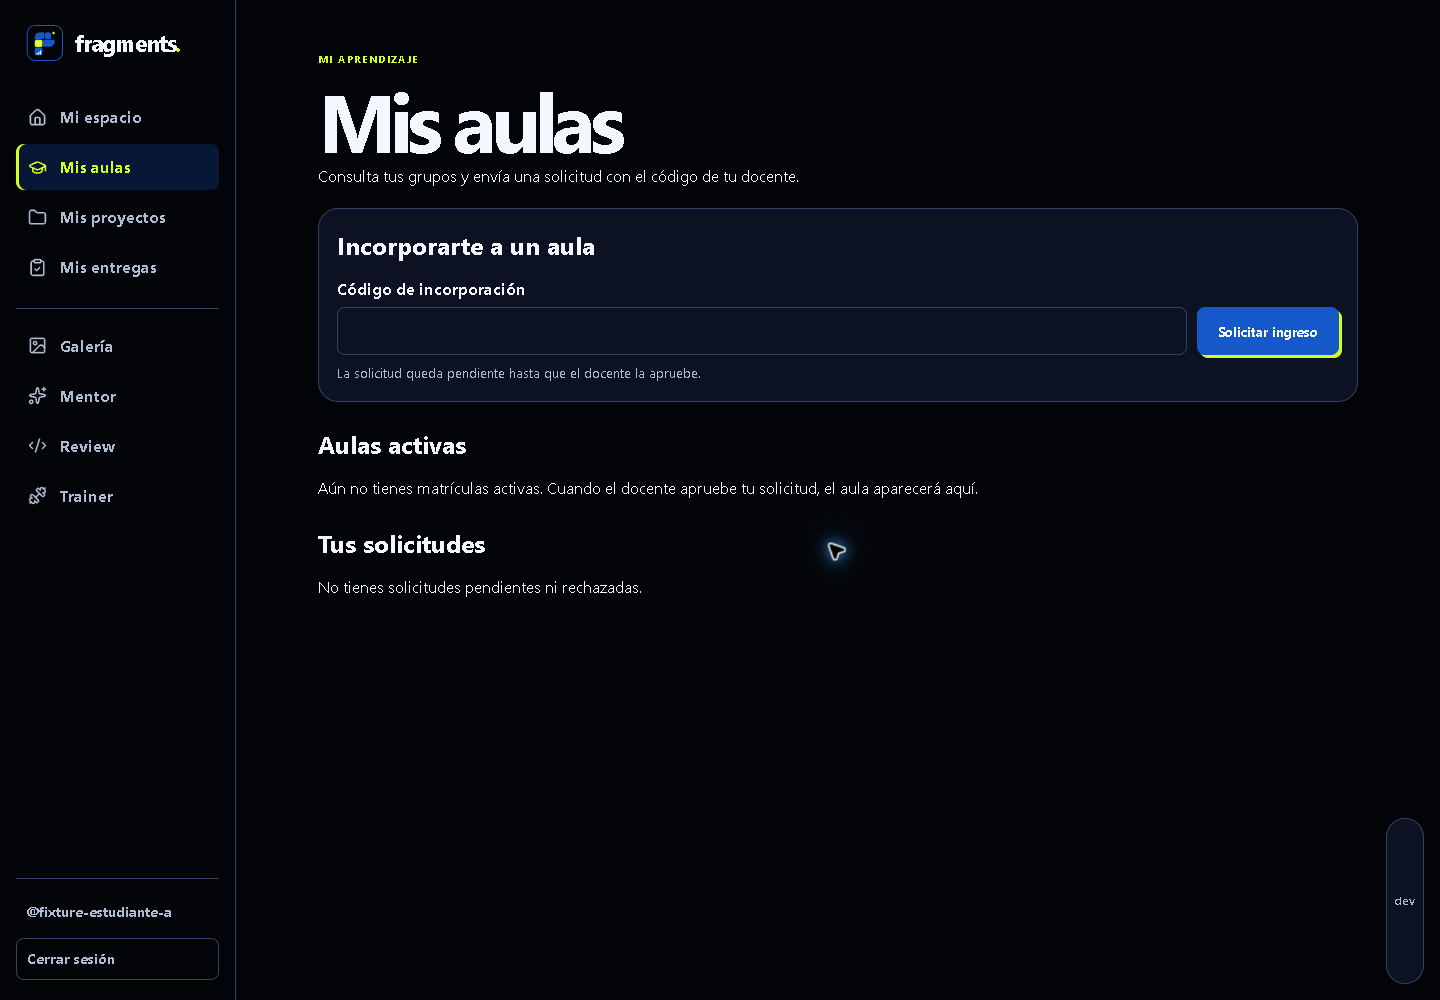 fragments.
Mi espacio
Mis aulas
Mis proyectos
Mis entregas
Galería
Mentor
Review
Trainer
@fixture-estudiante-a
Cerrar sesión
MI APRENDIZAJE
Mis aulas
Consulta tus grupos y envía una solicitud con el código de tu docente.
Incorporarte a un aula
Código de incorporación
Solicitar ingreso
La solicitud queda pendiente hasta que el docente la apruebe.
Aulas activas
Aún no tienes matrículas activas. Cuando el docente apruebe tu solicitud, el aula aparecerá aquí.
Tus solicitudes
No tienes solicitudes pendientes ni rechazadas.
dev